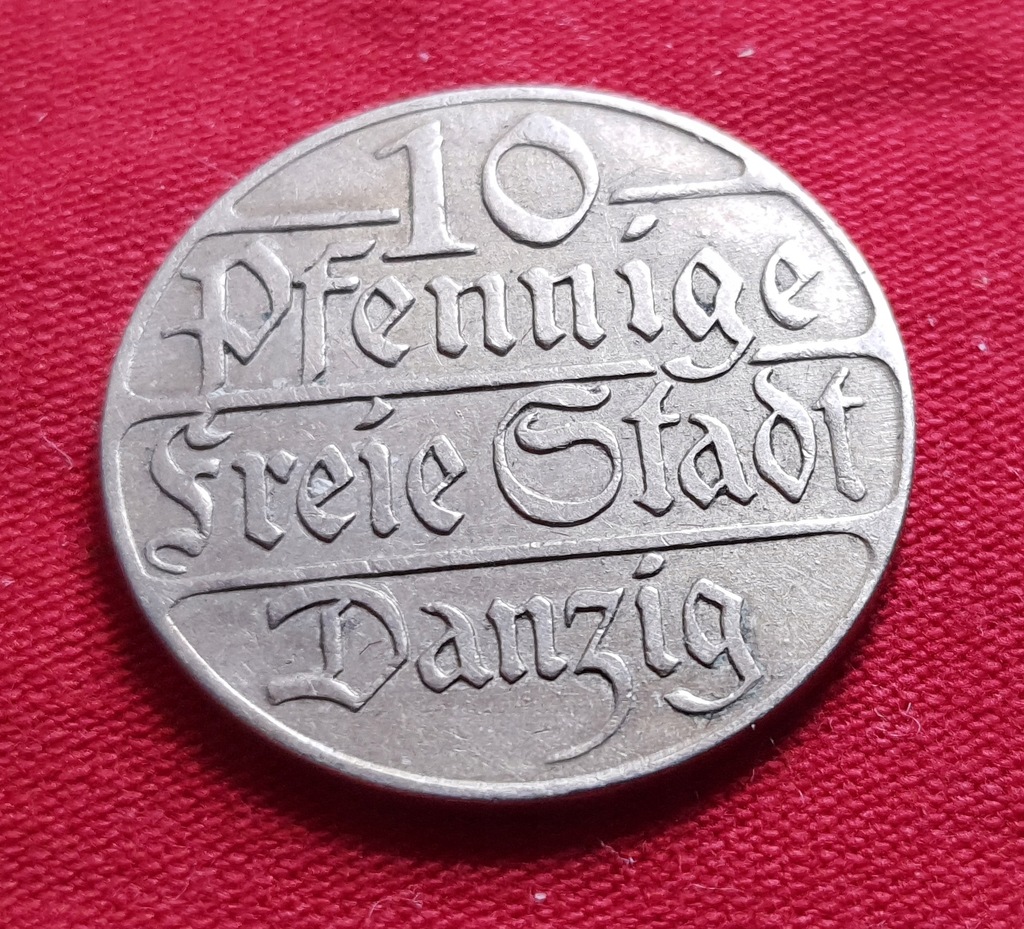 10
Pfennige
Freie Stadt
Danzig